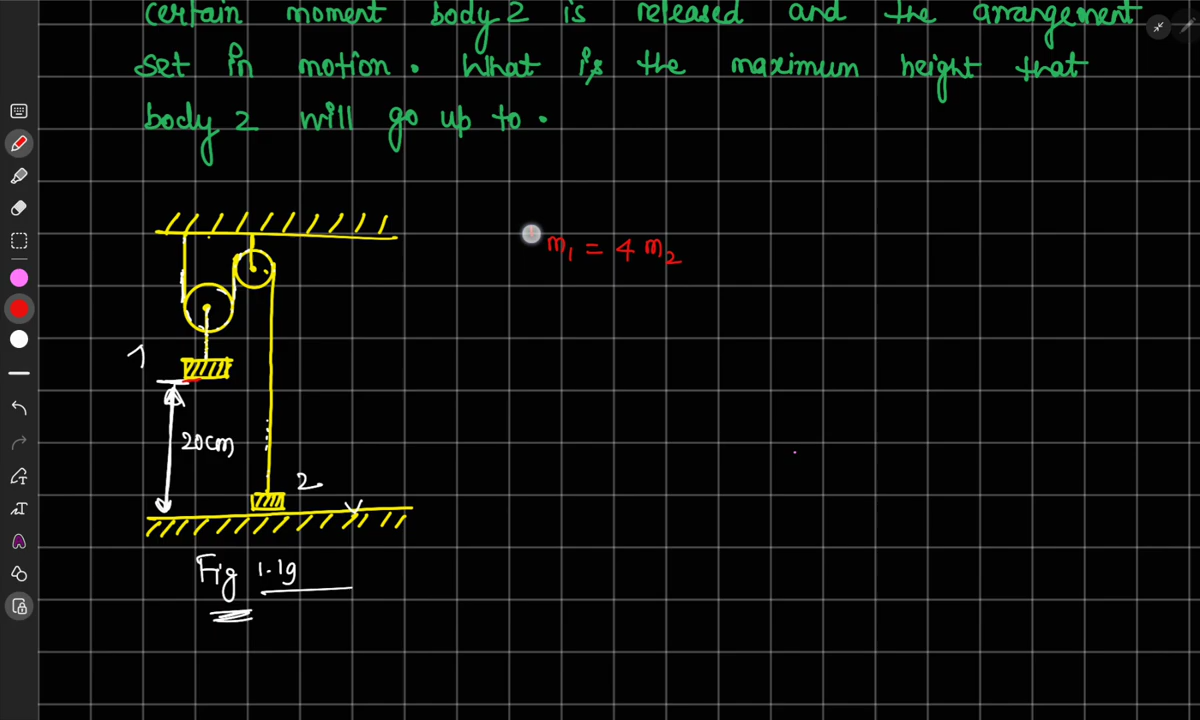 certain moment body 2 is released and the arrangement
set in motion. What is the maximum height that
body 2 will go up to.
m₁ = 4 m₂
1
20cm
2
Fig 1.19